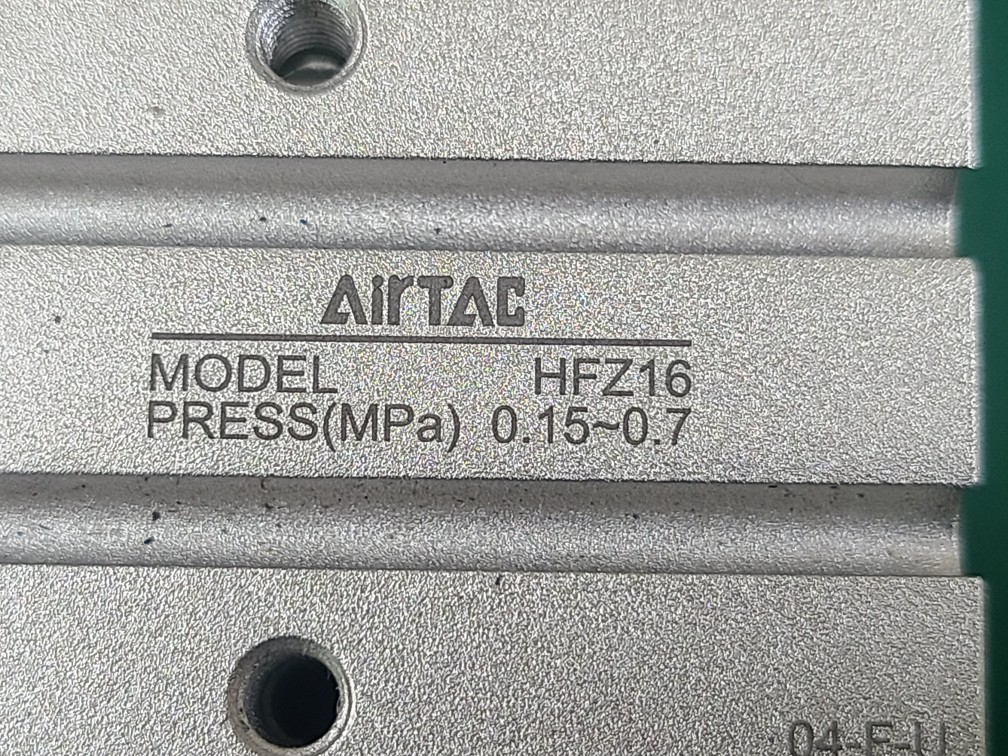 AirTAC
MODEL HFZ16
PRESS(MPa) 0.15~0.7